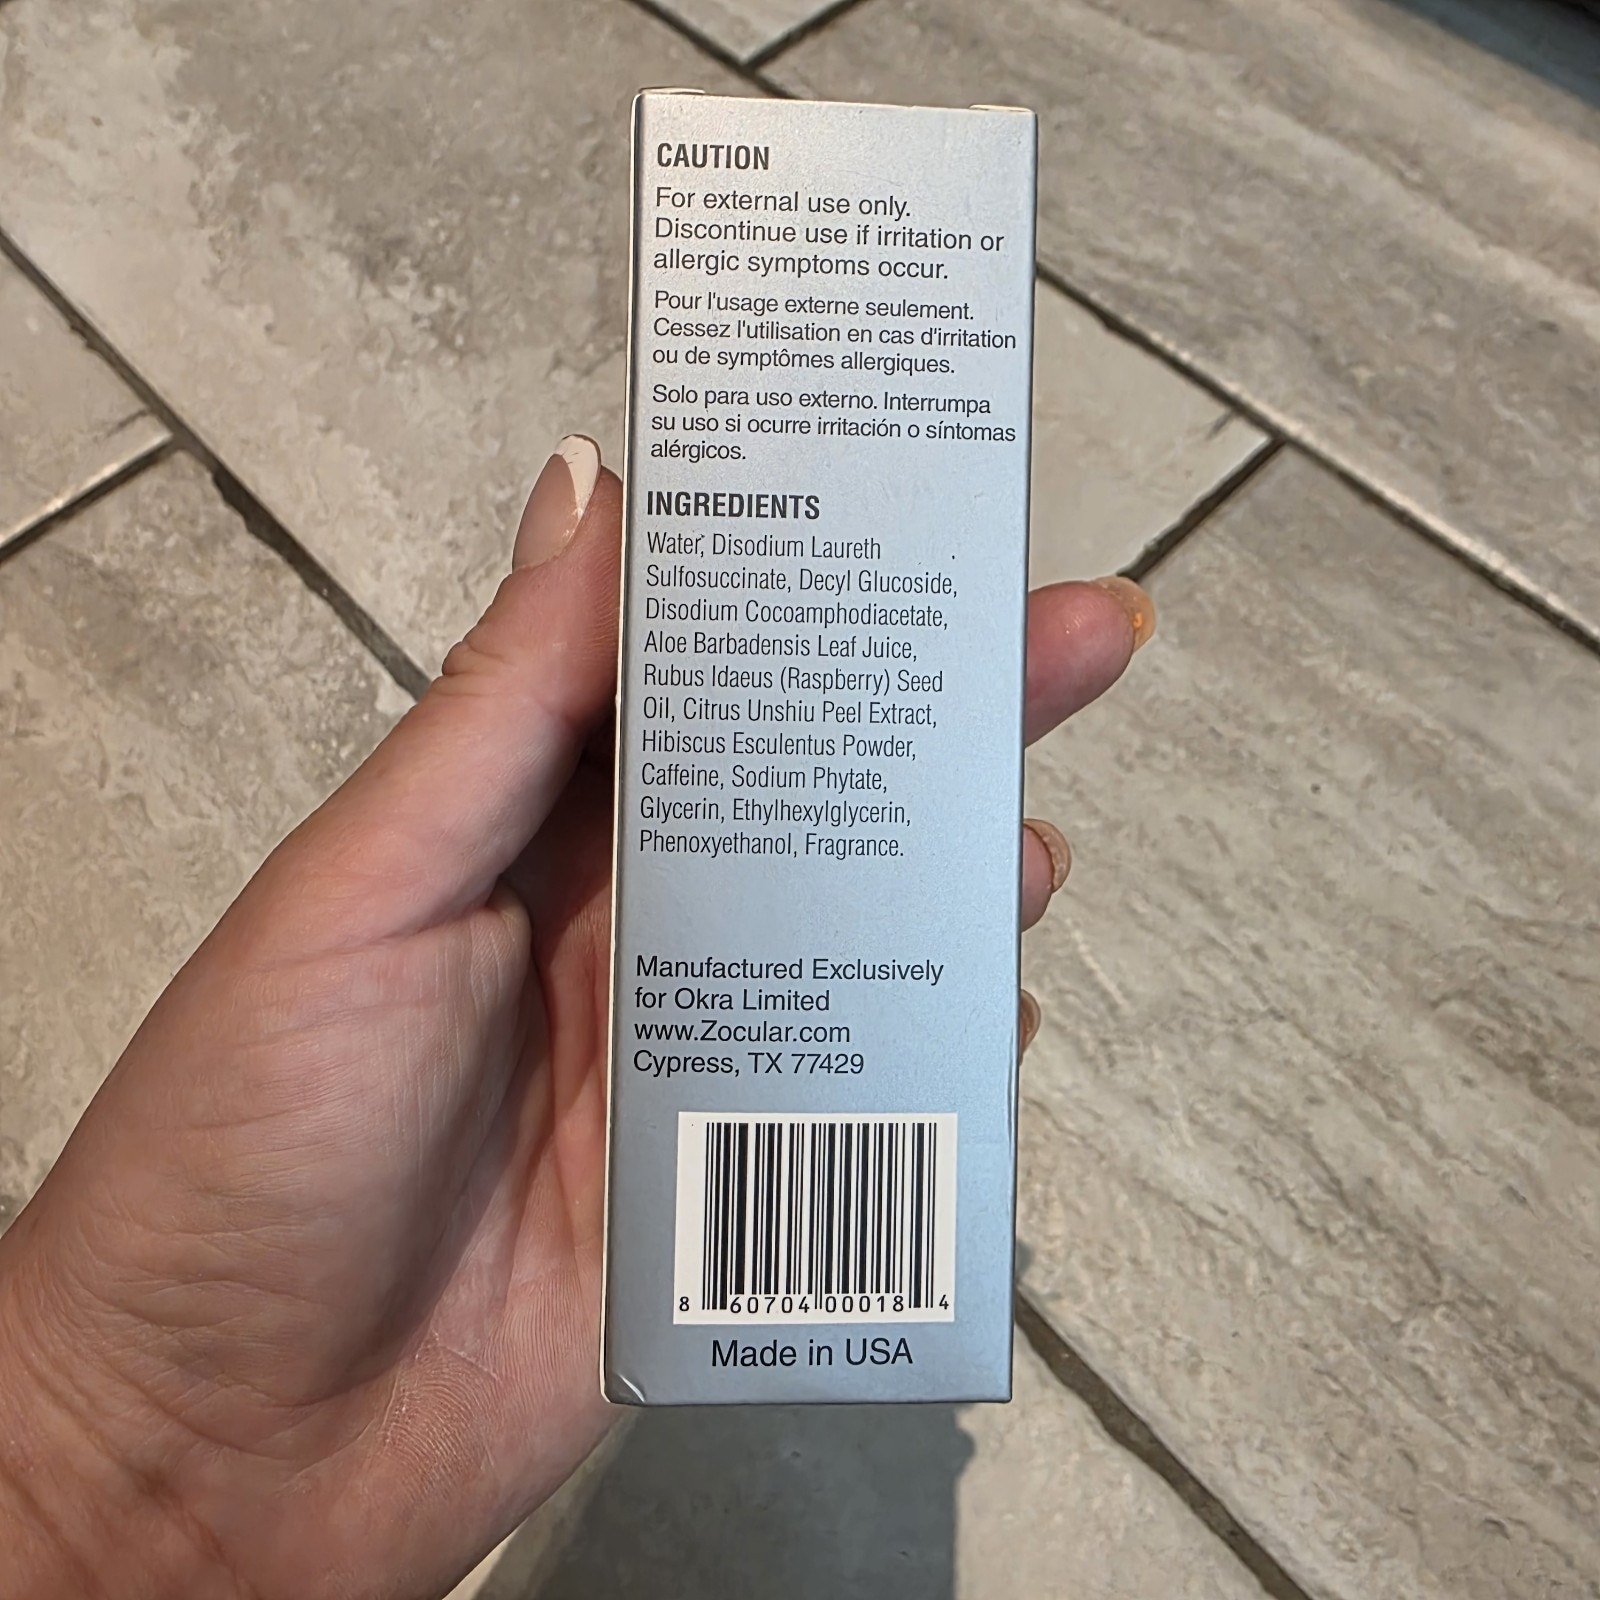 CAUTION
For external use only.
Discontinue use if irritation or
allergic symptoms occur.
Pour l'usage externe seulement.
Cessez l'utilisation en cas d'irritation
ou de symptômes allergiques.
Solo para uso externo. Interrumpa
su uso si ocurre irritación o síntomas
alérgicos.
INGREDIENTS
Water, Disodium Laureth
Sulfosuccinate, Decyl Glucoside,
Disodium Cocoamphodiacetate,
Aloe Barbadensis Leaf Juice,
Rubus Idaeus (Raspberry) Seed
Oil, Citrus Unshiu Peel Extract,
Hibiscus Esculentus Powder,
Caffeine, Sodium Phytate,
Glycerin, Ethylhexylglycerin,
Phenoxyethanol, Fragrance.
Manufactured Exclusively
for Okra Limited
www.Zocular.com
Cypress, TX 77429
8 60704 00018 4
Made in USA